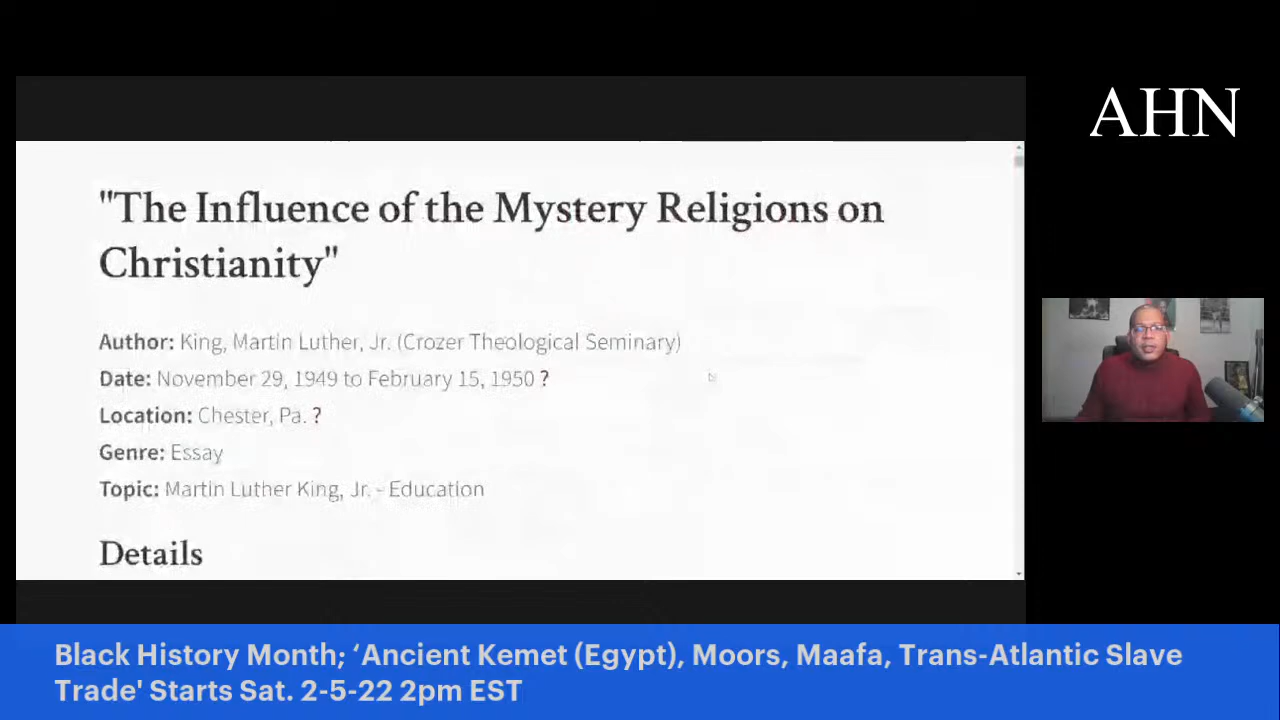 "The Influence of the Mystery Religions on
Christianity"
Author: King, Martin Luther, Jr. (Crozer Theological Seminary)
Date: November 29, 1949 to February 15, 1950 ?
Location: Chester, Pa. ?
Genre: Essay
Topic: Martin Luther King, Jr. - Education
Details
AHN
Black History Month; ‘Ancient Kemet (Egypt), Moors, Maafa, Trans-Atlantic Slave
Trade' Starts Sat. 2-5-22 2pm EST